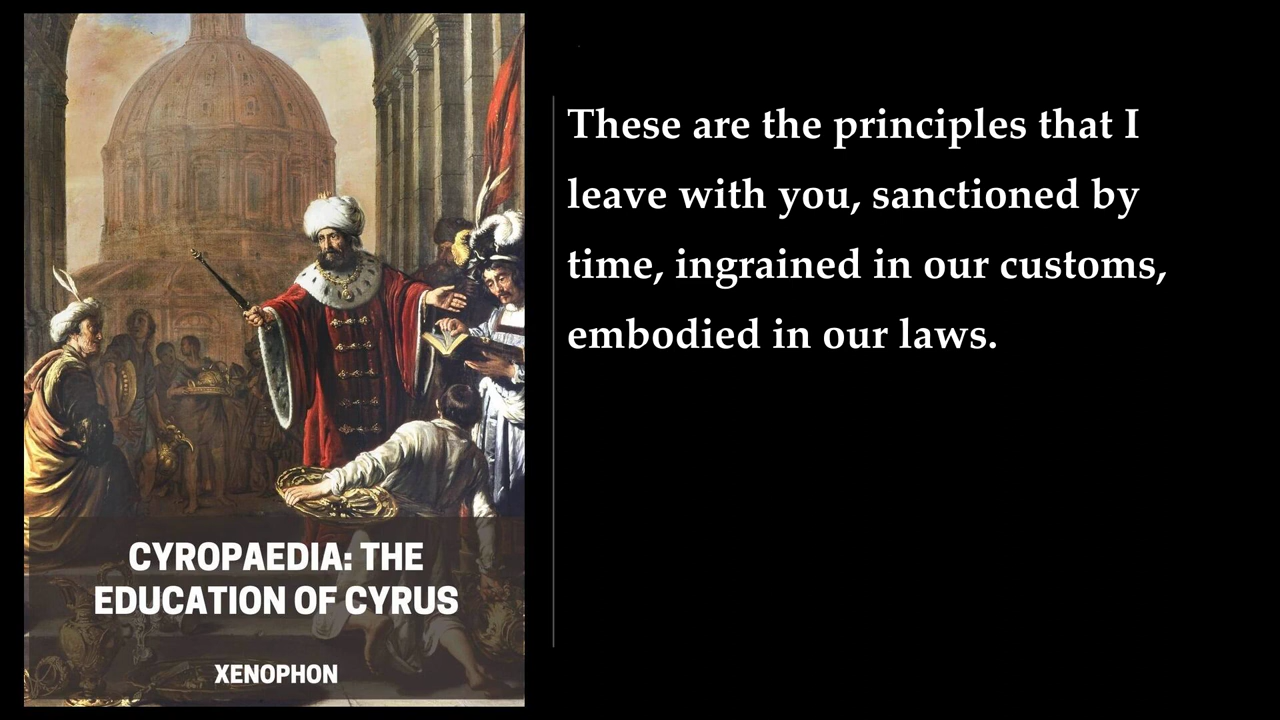 CYROPAEDIA: THE
EDUCATION OF CYRUS
XENOPHON
These are the principles that I
leave with you, sanctioned by
time, ingrained in our customs,
embodied in our laws.